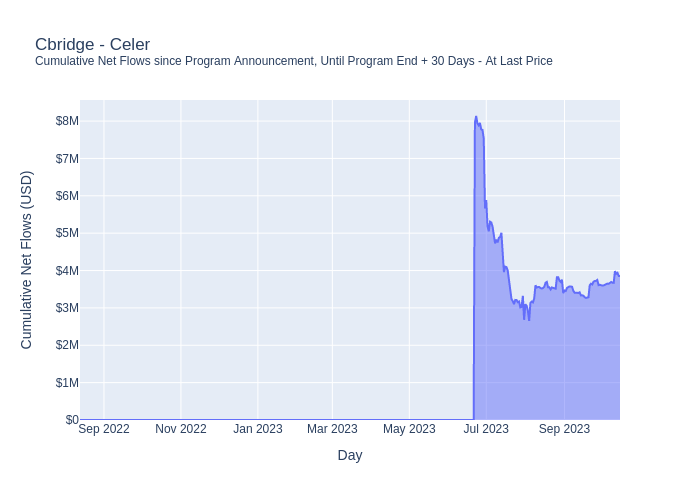 Cbridge - Celer
Cumulative Net Flows since Program Announcement, Until Program End + 30 Days - At Last Price
Cumulative Net Flows (USD)
$8M
$7M
$6M
$5M
$4M
$3M
$2M
$1M
$0
Sep 2022 Nov 2022 Jan 2023 Mar 2023 May 2023 Jul 2023 Sep 2023
Day